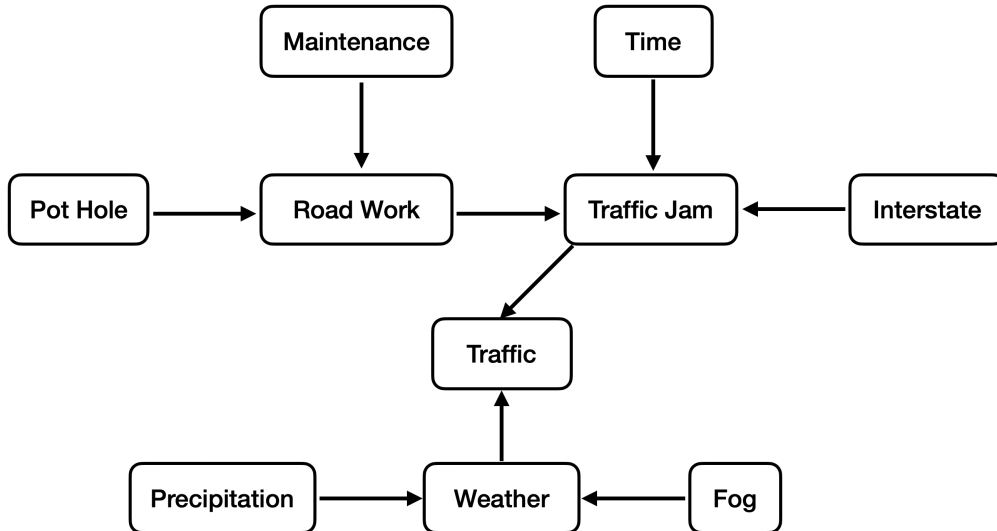 Maintenance
Time
Pot Hole
Road Work
Traffic Jam
Interstate
Traffic
Precipitation
Weather
Fog